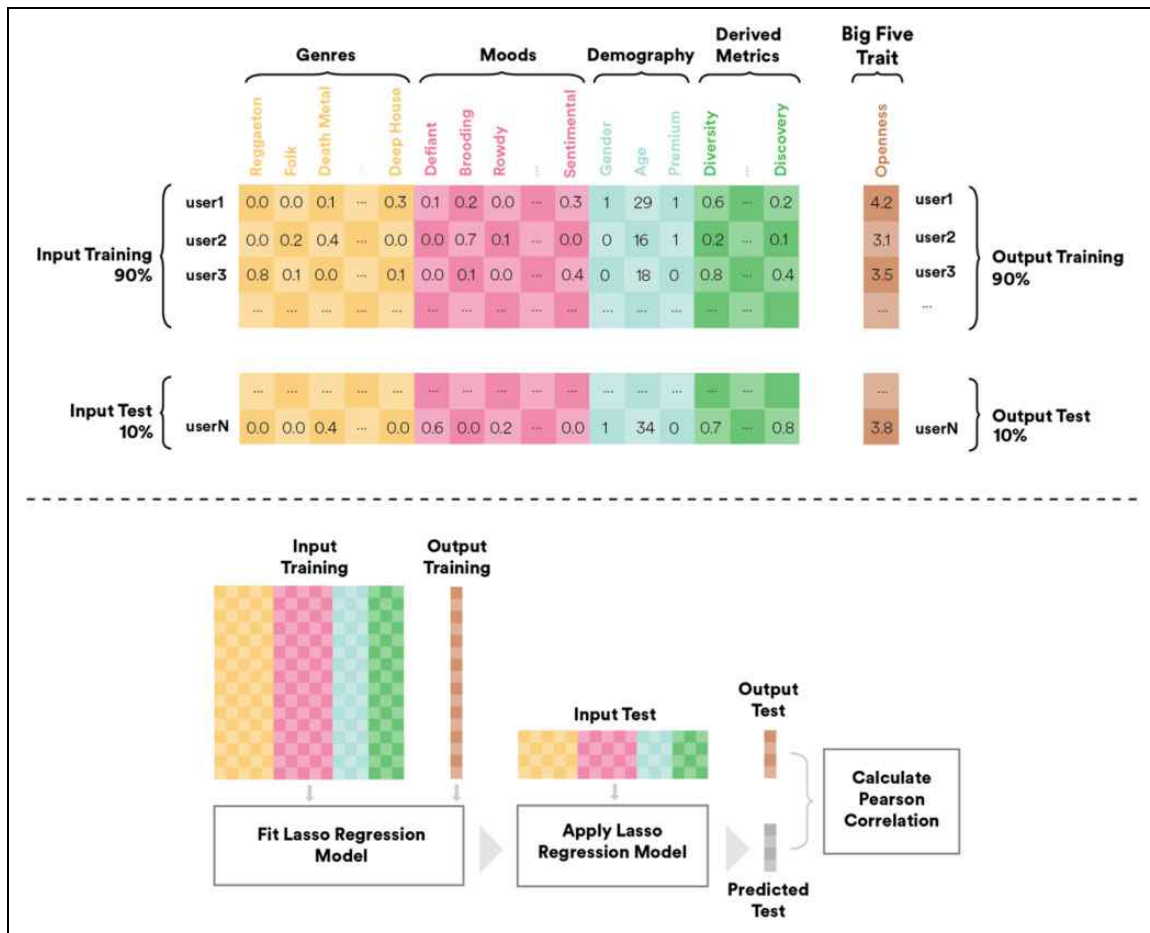 Genres Moods Demography Derived Metrics Big Five Trait
Reggaeton Folk Death Metal ... Deep House Defiant Brooding Rowdy ... Sentimental Gender Age Premium Diversity ... Discovery Openness
Input Training 90%
user1 0.0 0.0 0.1 ... 0.3 0.1 0.2 0.0 ... 0.3 1 29 1 0.6 ... 0.2 4.2 user1
user2 0.0 0.2 0.4 ... 0.0 0.0 0.7 0.1 ... 0.0 0 16 1 0.2 ... 0.1 3.1 user2
user3 0.8 0.1 0.0 ... 0.1 0.0 0.1 0.0 ... 0.4 0 18 0 0.8 ... 0.4 3.5 user3
... ... ... ... ... ... ... ... ... ... ... ... ... ... ... ... ... ...
Output Training 90%
Input Test 10%
... ... ... ... ... ... ... ... ... ... ... ... ... ... ... ... ...
userN 0.0 0.0 0.4 ... 0.0 0.6 0.0 0.2 ... 0.0 1 34 0 0.7 ... 0.8 3.8 userN
Output Test 10%
Input Training
Output Training
Fit Lasso Regression
Model
Input Test
Apply Lasso
Regression Model
Output
Test
Predicted
Test
Calculate
Pearson
Correlation